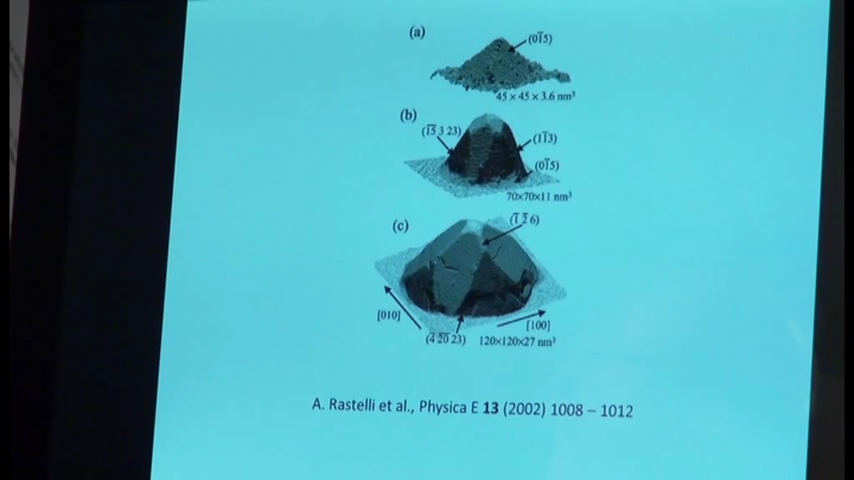 (a)
(01̅5)
45 × 45 × 3.6 nm³
(b)
(1̅5̅ 3 23)
(11̅3)
(01̅5)
70×70×11 nm³
(c)
(1̅ 2̅ 6)
[010]
[100]
(4̅ 2̅0̅ 23)
120×120×27 nm³
A. Rastelli et al., Physica E 13 (2002) 1008 – 1012